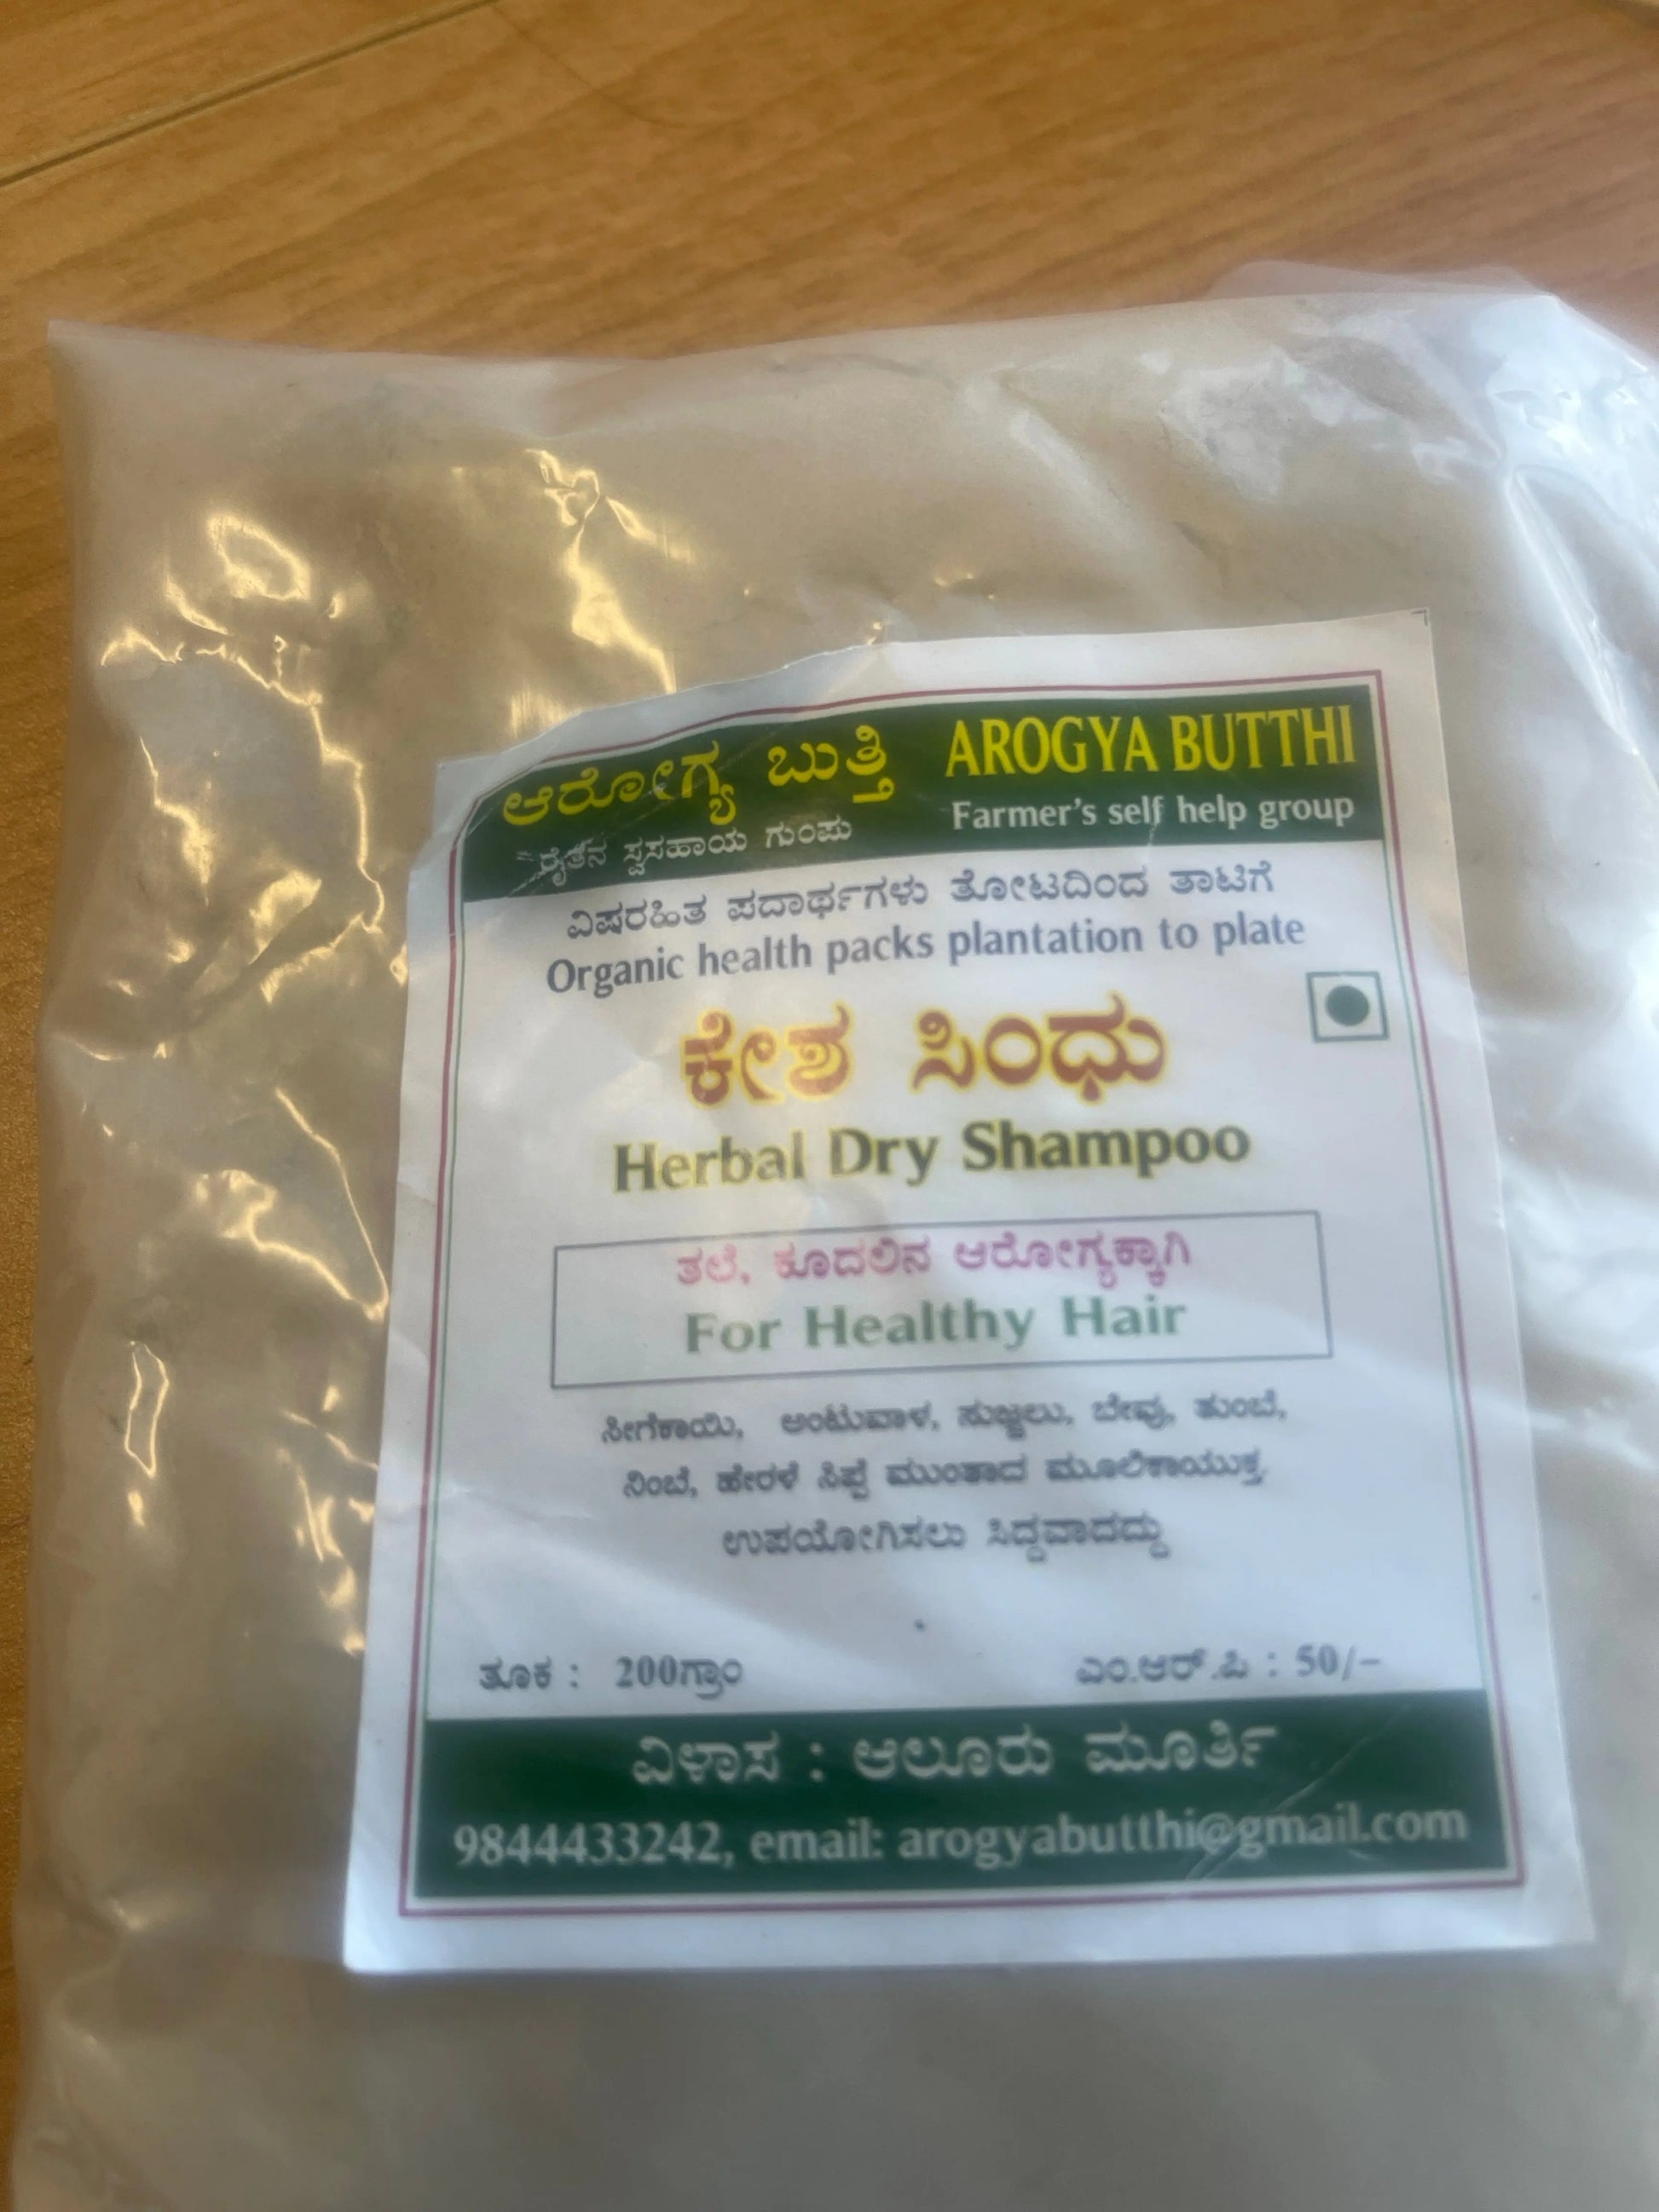 ಆರೋಗ್ಯ ಬುತ್ತಿ AROGYA BUTTHI
ರೈತನ ಸ್ವಸಹಾಯ ಗುಂಪು Farmer's self help group
ವಿಷರಹಿತ ಪದಾರ್ಥಗಳು ತೋಟದಿಂದ ತಾಟಿಗೆ
Organic health packs plantation to plate
ಕೇಶ ಸಿಂಧು
Herbal Dry Shampoo
ತಲೆ, ಕೂದಲಿನ ಆರೋಗ್ಯಕ್ಕಾಗಿ
For Healthy Hair
ಸೀಗೆಕಾಯಿ, ಅಂಟುವಾಳ, ಸುಜ್ಜಲು, ಬೇವು, ತುಂಬೆ,
ನಿಂಬೆ, ಹೇರಳೆ ಸಿಪ್ಪೆ ಮುಂತಾದ ಮೂಲಿಕಾಯುಕ್ತ
ಉಪಯೋಗಿಸಲು ಸಿದ್ದವಾದದ್ದು
ತೂಕ : 200ಗ್ರಾಂ ಎಂ.ಆರ್.ಪಿ : 50/-
ವಿಳಾಸ : ಆಲೂರು ಮೂರ್ತಿ
9844433242, email: arogyabutthi@gmail.com